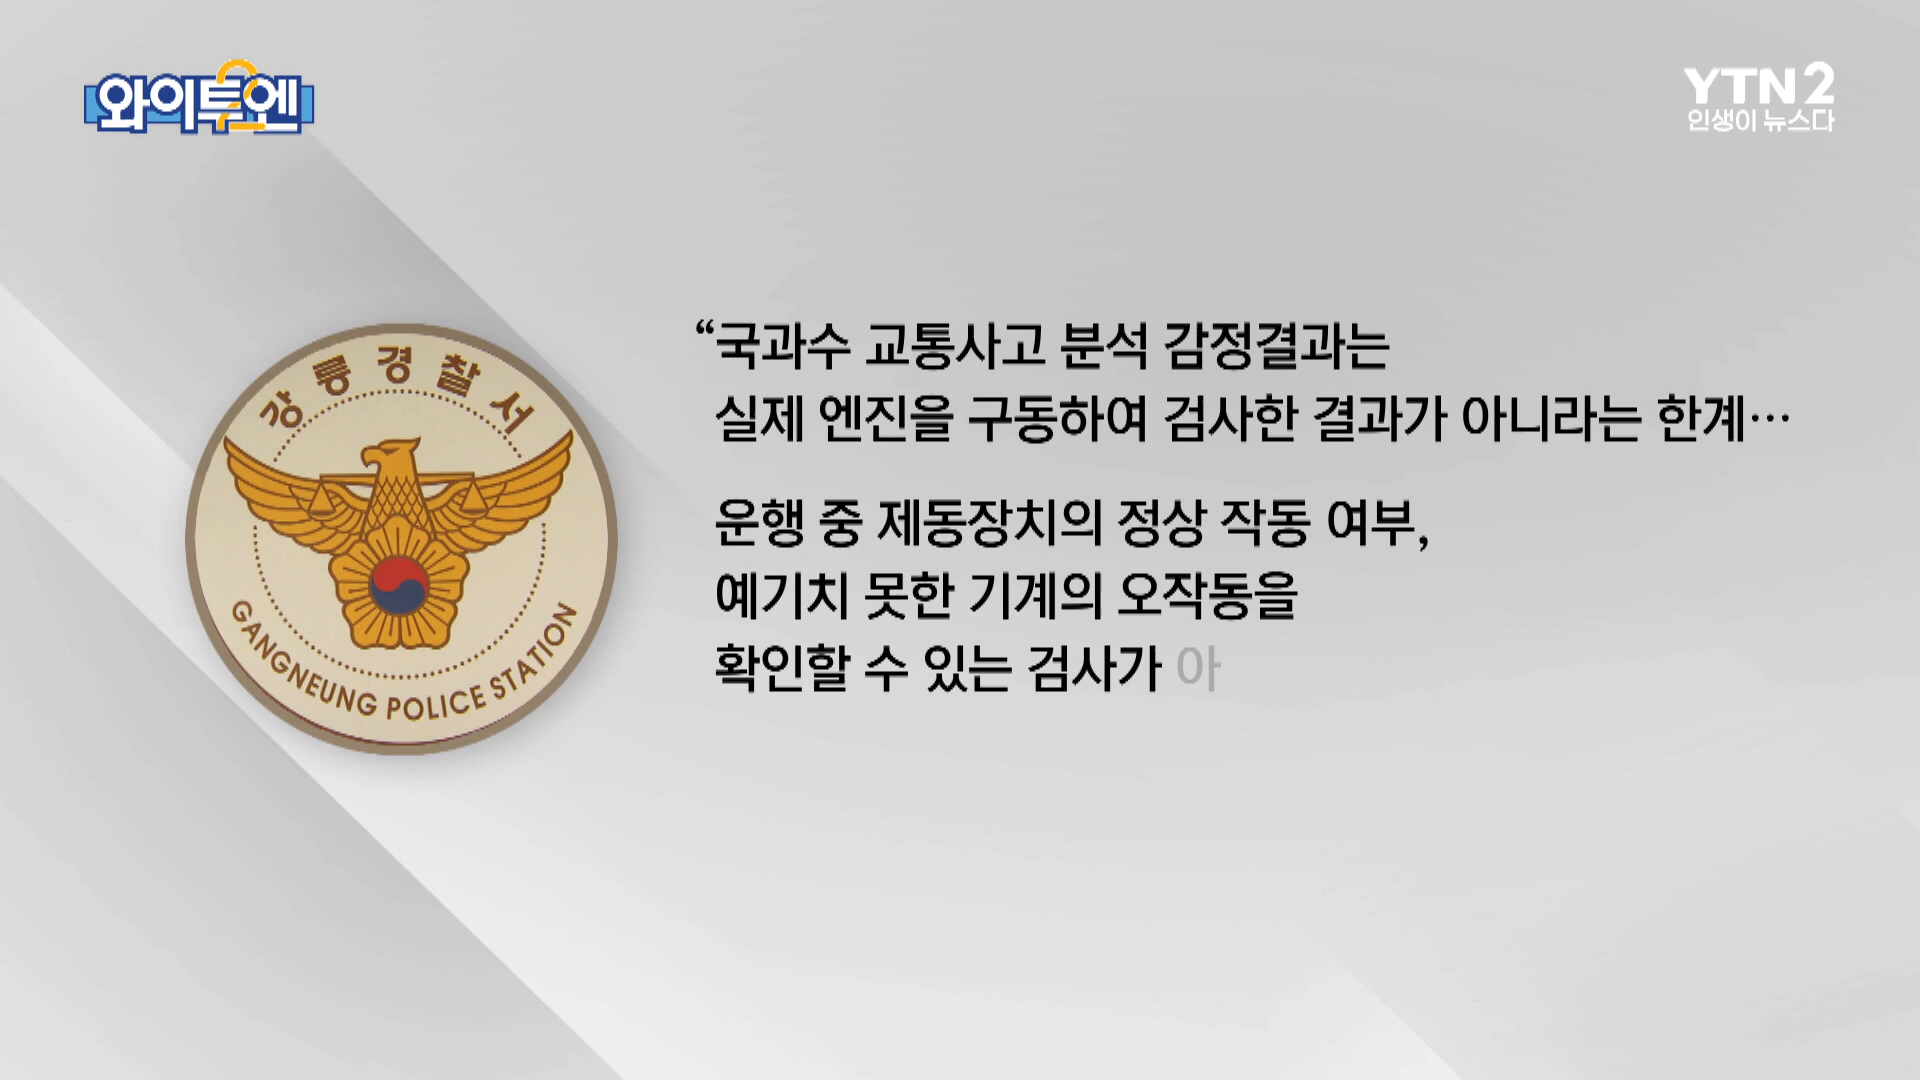 와이투엔
YTN2
인생이 뉴스다
강릉경찰서
GANGNEUNG POLICE STATION
“국과수 교통사고 분석 감정결과는
실제 엔진을 구동하여 검사한 결과가 아니라는 한계…
운행 중 제동장치의 정상 작동 여부,
예기치 못한 기계의 오작동을
확인할 수 있는 검사가 아